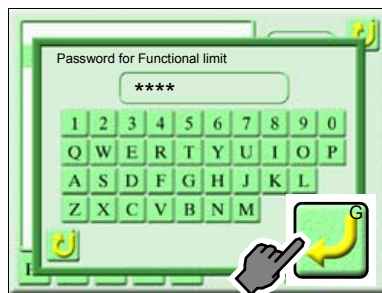 Password for Functional limit
****
1 2 3 4 5 6 7 8 9 0
Q W E R T Y U I O P
A S D F G H J K L
Z X C V B N M
G